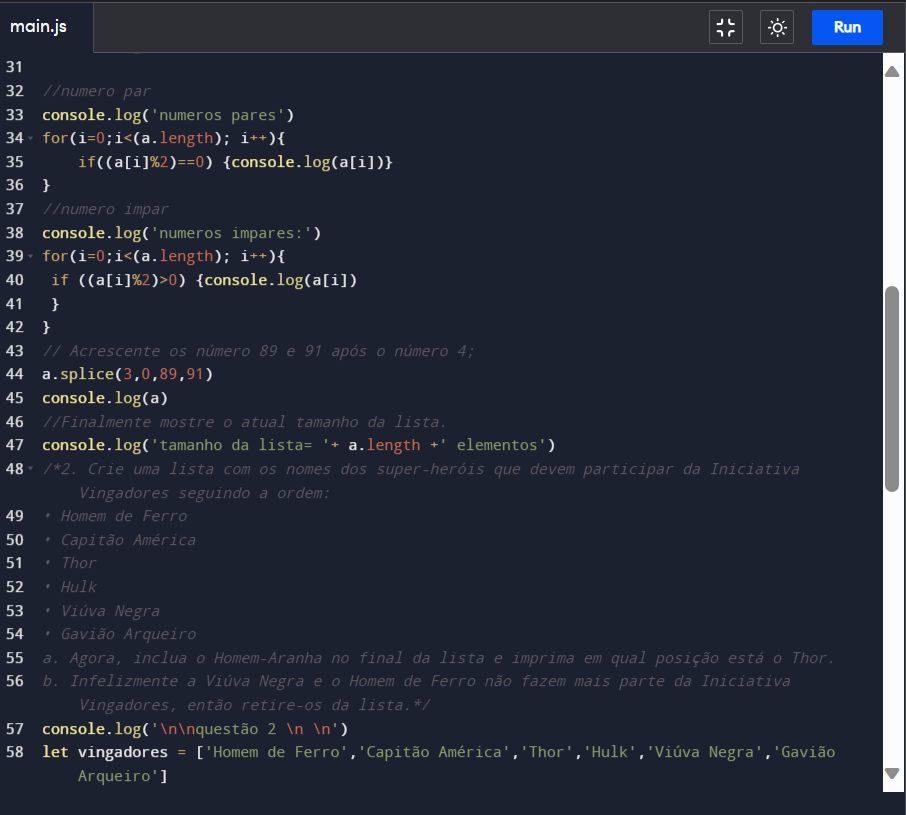 main.js
Run
31
32 //numero par
33 console.log('numeros pares')
34 for(i=0;i<(a.length); i++){
35 if((a[i]%2)==0) {console.log(a[i])}
36 }
37 //numero impar
38 console.log('numeros impares:')
39 for(i=0;i<(a.length); i++){
40 if ((a[i]%2)>0) {console.log(a[i])
41 }
42 }
43 // Acrescente os número 89 e 91 após o número 4;
44 a.splice(3,0,89,91)
45 console.log(a)
46 //Finalmente mostre o atual tamanho da lista.
47 console.log('tamanho da lista= '+ a.length +' elementos')
48 /*2. Crie uma lista com os nomes dos super-heróis que devem participar da Iniciativa
Vingadores seguindo a ordem:
49 • Homem de Ferro
50 • Capitão América
51 • Thor
52 • Hulk
53 • Viúva Negra
54 • Gavião Arqueiro
55 a. Agora, inclua o Homem-Aranha no final da lista e imprima em qual posição está o Thor.
56 b. Infelizmente a Viúva Negra e o Homem de Ferro não fazem mais parte da Iniciativa
Vingadores, então retire-os da lista.*/
57 console.log('\n\nquestão 2 \n \n')
58 let vingadores = ['Homem de Ferro','Capitão América','Thor','Hulk','Viúva Negra','Gavião
Arqueiro']